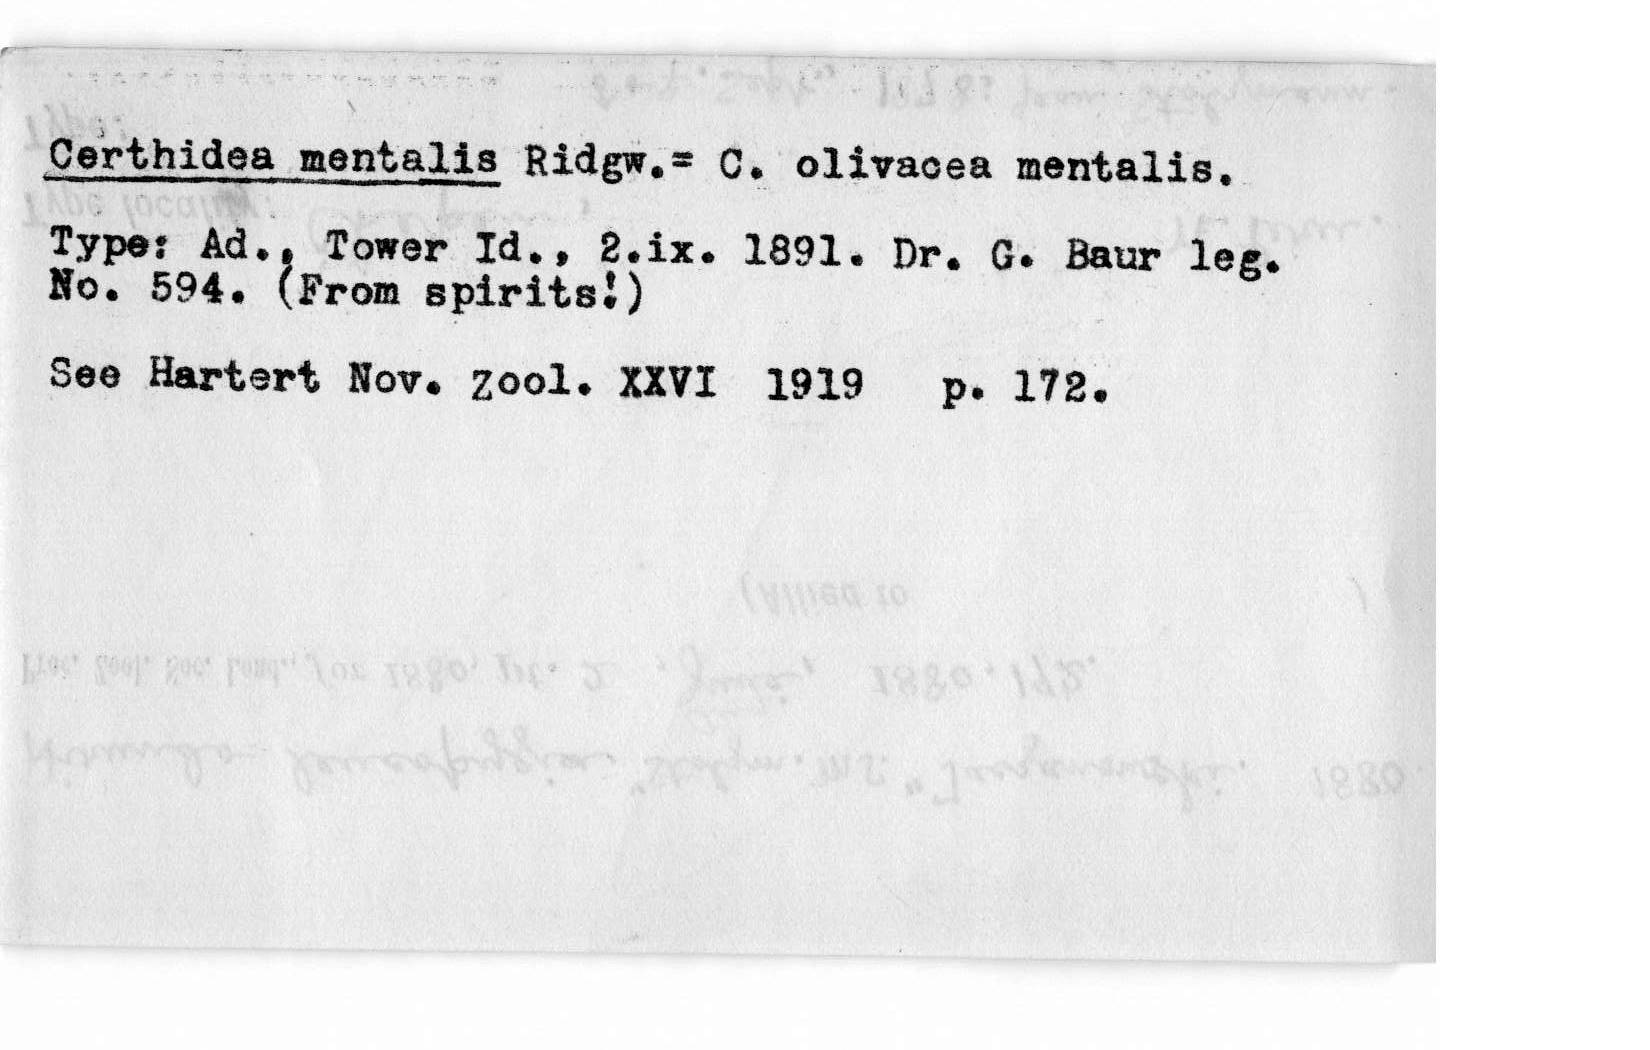 Certhidea mentalis Ridgw.= C. olivacea mentalis.
Type: Ad., Tower Id., 2.ix. 1891. Dr. G. Baur leg.
No. 594. (From spirits!)
See Hartert Nov. Zool. XXVI 1919 p. 172.